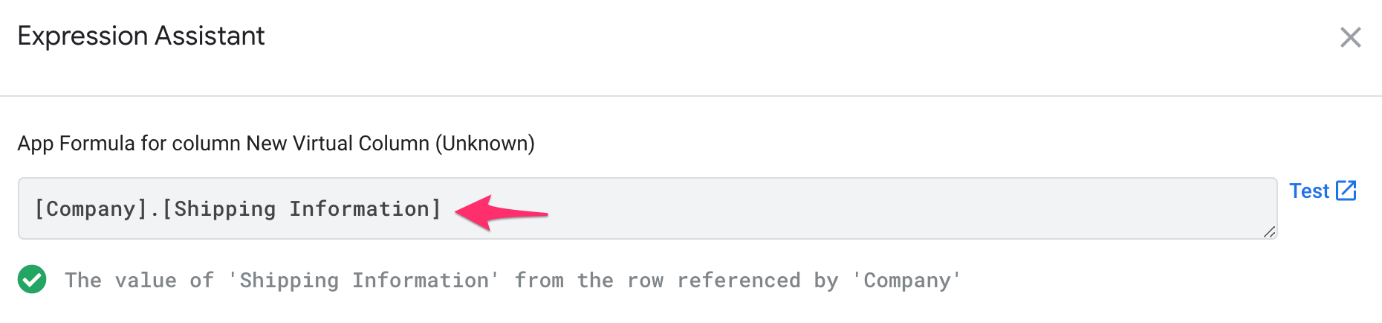 Expression Assistant
App Formula for column New Virtual Column (Unknown)
[Company].[Shipping Information]
Test
The value of 'Shipping Information' from the row referenced by 'Company'